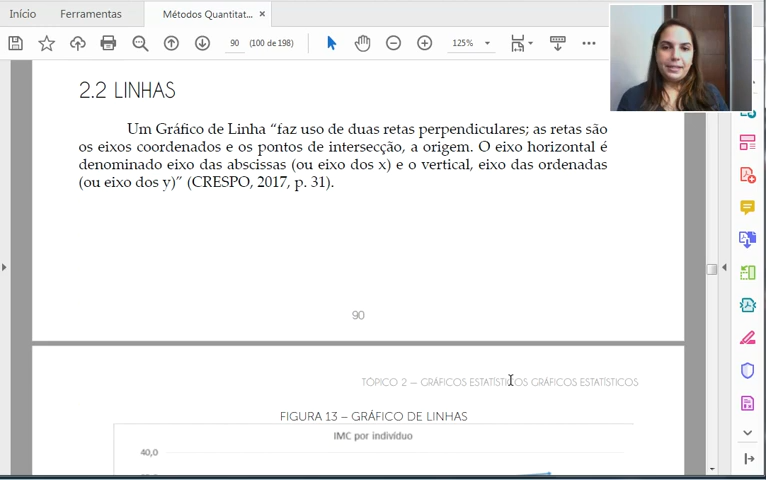 Início
Ferramentas
Métodos Quantitat...
90
(100 de 198)
125%
2.2 LINHAS
Um Gráfico de Linha “faz uso de duas retas perpendiculares; as retas são
os eixos coordenados e os pontos de intersecção, a origem. O eixo horizontal é
denominado eixo das abscissas (ou eixo dos x) e o vertical, eixo das ordenadas
(ou eixo dos y)” (CRESPO, 2017, p. 31).
90
TÓPICO 2 — GRÁFICOS ESTATÍSTICOS GRÁFICOS ESTATÍSTICOS
FIGURA 13 – GRÁFICO DE LINHAS
IMC por indivíduo
40,0